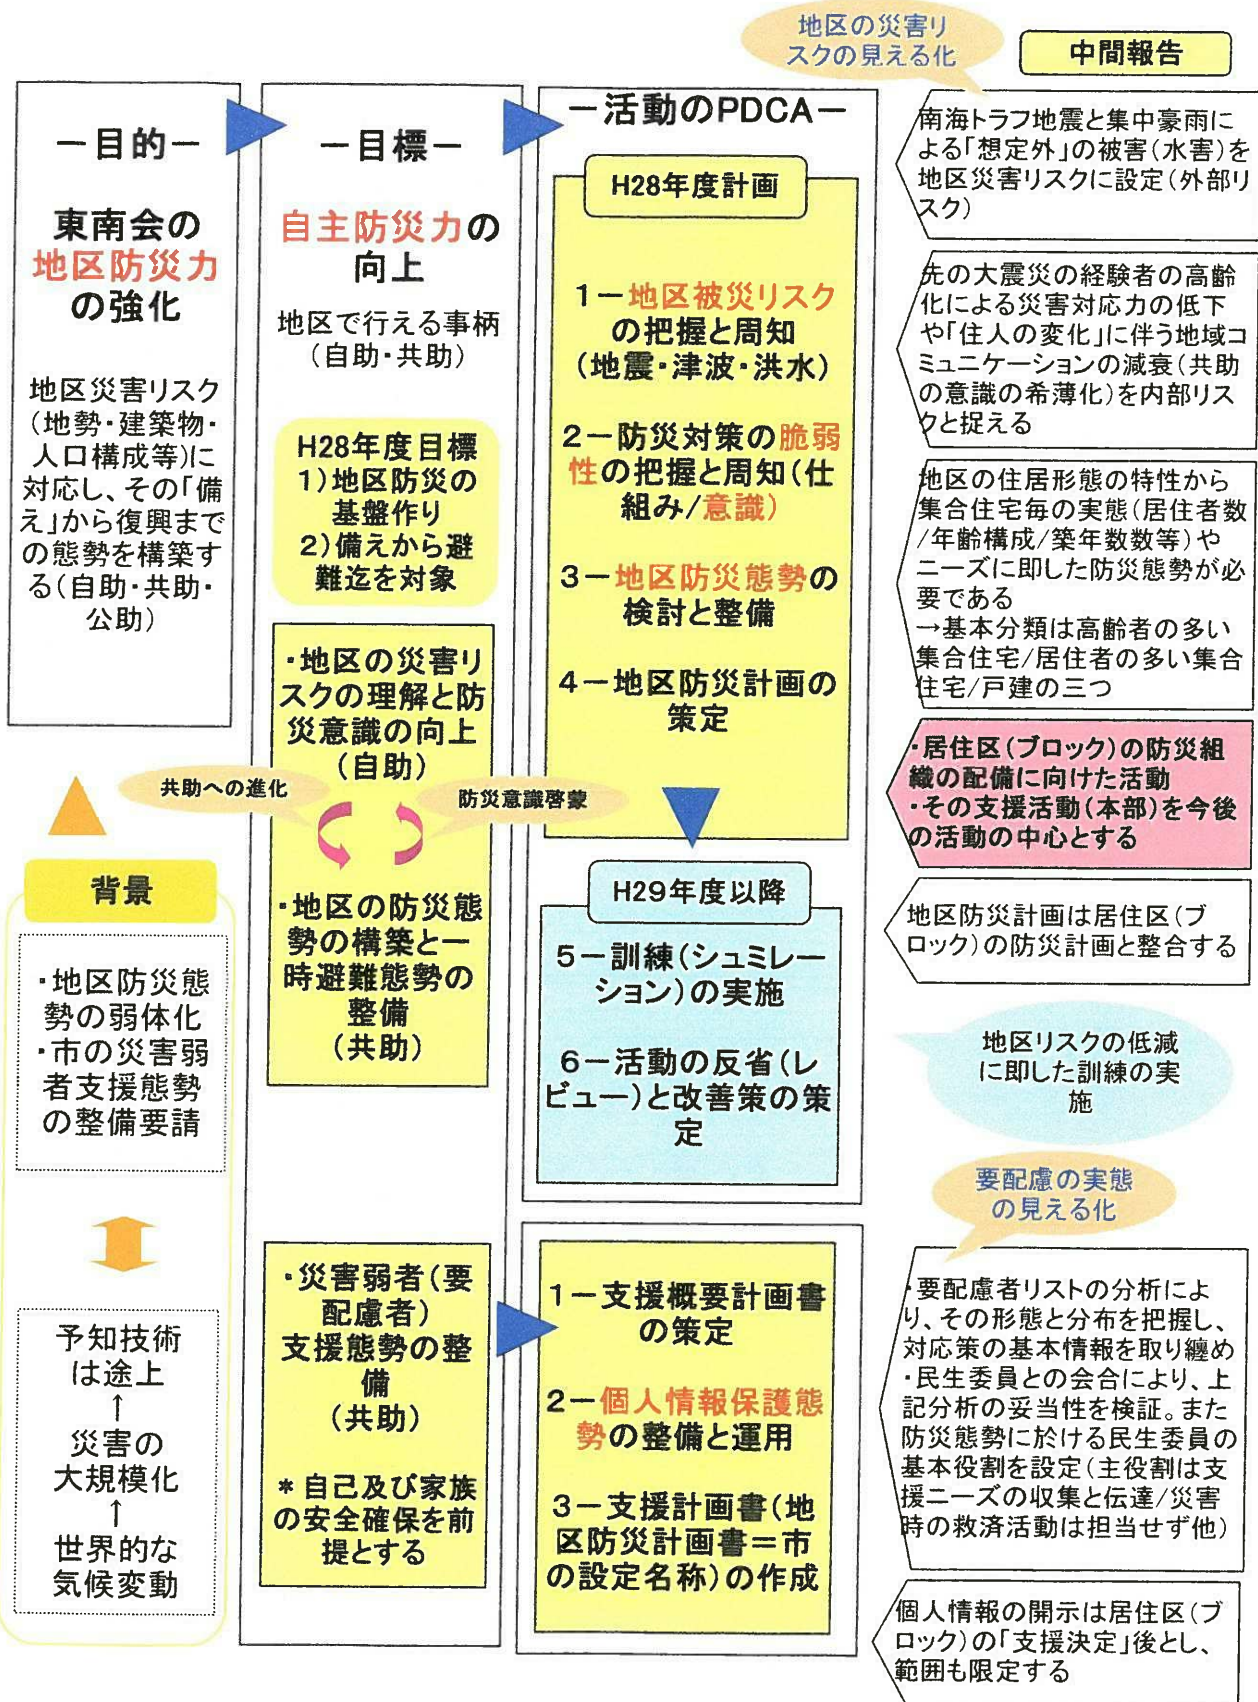 地区の災害リ
スクの見える化
中間報告
－目的－
東南会の
地区防災力
の強化
地区災害リスク
(地勢・建築物・
人口構成等)に
対応し、その「備
え」から復興まで
の態勢を構築す
る(自助・共助・
公助)
背景
・地区防災態
勢の弱体化
・市の災害弱
者支援態勢
の整備要請
予知技術
は途上
↑
災害の
大規模化
↑
世界的な
気候変動
－目標－
自主防災力の
向上
地区で行える事柄
(自助・共助)
H28年度目標
1)地区防災の
基盤作り
2)備えから避
難迄を対象
・地区の災害リ
スクの理解と防
災意識の向上
(自助)
共助への進化
防災意識啓蒙
・地区の防災態
勢の構築と一
時避難態勢の
整備
(共助)
・災害弱者(要
配慮者)
支援態勢の整
備
(共助)
＊自己及び家族
の安全確保を前
提とする
－活動のPDCA－
H28年度計画
1－地区被災リスク
の把握と周知
(地震・津波・洪水)
2－防災対策の脆弱
性の把握と周知(仕
組み/意識)
3－地区防災態勢の
検討と整備
4－地区防災計画の
策定
H29年度以降
5－訓練(シュミレー
ション)の実施
6－活動の反省(レ
ビュー)と改善策の策
定
1－支援概要計画書
の策定
2－個人情報保護態
勢の整備と運用
3－支援計画書(地
区防災計画書＝市
の設定名称)の作成
南海トラフ地震と集中豪雨に
よる「想定外」の被害(水害)を
地区災害リスクに設定(外部リ
スク)
先の大震災の経験者の高齢
化による災害対応力の低下
や「住人の変化」に伴う地域コ
ミュニケーションの減衰(共助
の意識の希薄化)を内部リス
クと捉える
地区の住居形態の特性から
集合住宅毎の実態(居住者数
/年齢構成/築年数数等)や
ニーズに即した防災態勢が必
要である
→基本分類は高齢者の多い
集合住宅/居住者の多い集合
住宅/戸建の三つ
・居住区(ブロック)の防災組
織の配備に向けた活動
・その支援活動(本部)を今後
の活動の中心とする
地区防災計画は居住区(ブ
ロック)の防災計画と整合する
地区リスクの低減
に即した訓練の実
施
要配慮の実態
の見える化
・要配慮者リストの分析によ
り、その形態と分布を把握し、
対応策の基本情報を取り纏め
・民生委員との会合により、上
記分析の妥当性を検証。また
防災態勢に於ける民生委員の
基本役割を設定(主役割は支
援ニーズの収集と伝達/災害
時の救済活動は担当せず他)
個人情報の開示は居住区(ブ
ロック)の「支援決定」後とし、
範囲も限定する